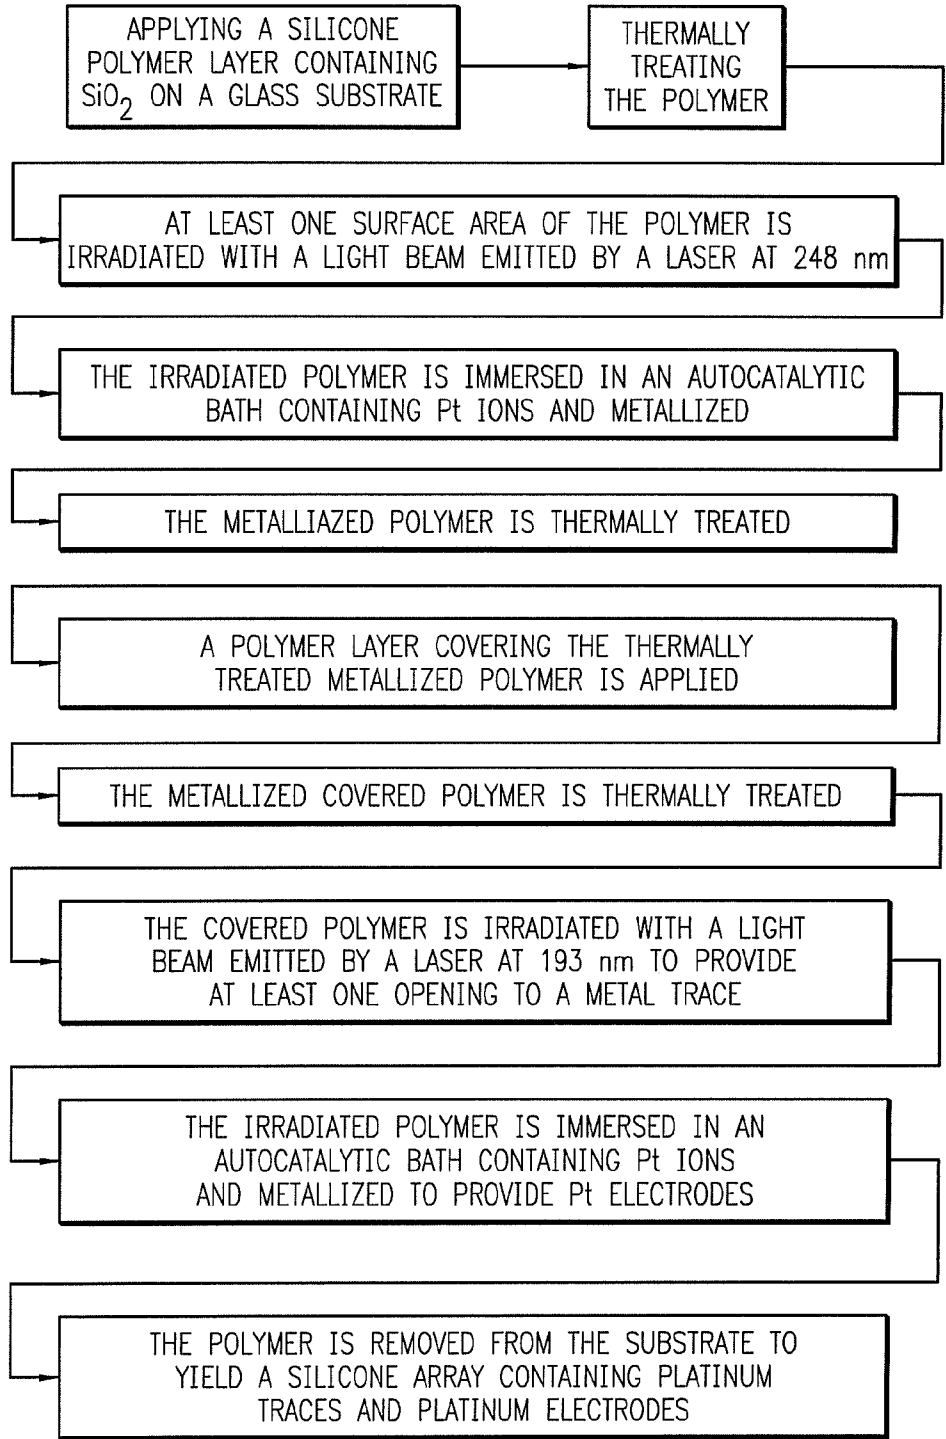 APPLYING A SILICONE
POLYMER LAYER CONTAINING
SiO2 ON A GLASS SUBSTRATE
THERMALLY
TREATING
THE POLYMER
AT LEAST ONE SURFACE AREA OF THE POLYMER IS
IRRADIATED WITH A LIGHT BEAM EMITTED BY A LASER AT 248 nm
THE IRRADIATED POLYMER IS IMMERSED IN AN AUTOCATALYTIC
BATH CONTAINING Pt IONS AND METALLIZED
THE METALLIAZED POLYMER IS THERMALLY TREATED
A POLYMER LAYER COVERING THE THERMALLY
TREATED METALLIZED POLYMER IS APPLIED
THE METALLIZED COVERED POLYMER IS THERMALLY TREATED
THE COVERED POLYMER IS IRRADIATED WITH A LIGHT
BEAM EMITTED BY A LASER AT 193 nm TO PROVIDE
AT LEAST ONE OPENING TO A METAL TRACE
THE IRRADIATED POLYMER IS IMMERSED IN AN
AUTOCATALYTIC BATH CONTAINING Pt IONS
AND METALLIZED TO PROVIDE Pt ELECTRODES
THE POLYMER IS REMOVED FROM THE SUBSTRATE TO
YIELD A SILICONE ARRAY CONTAINING PLATINUM
TRACES AND PLATINUM ELECTRODES